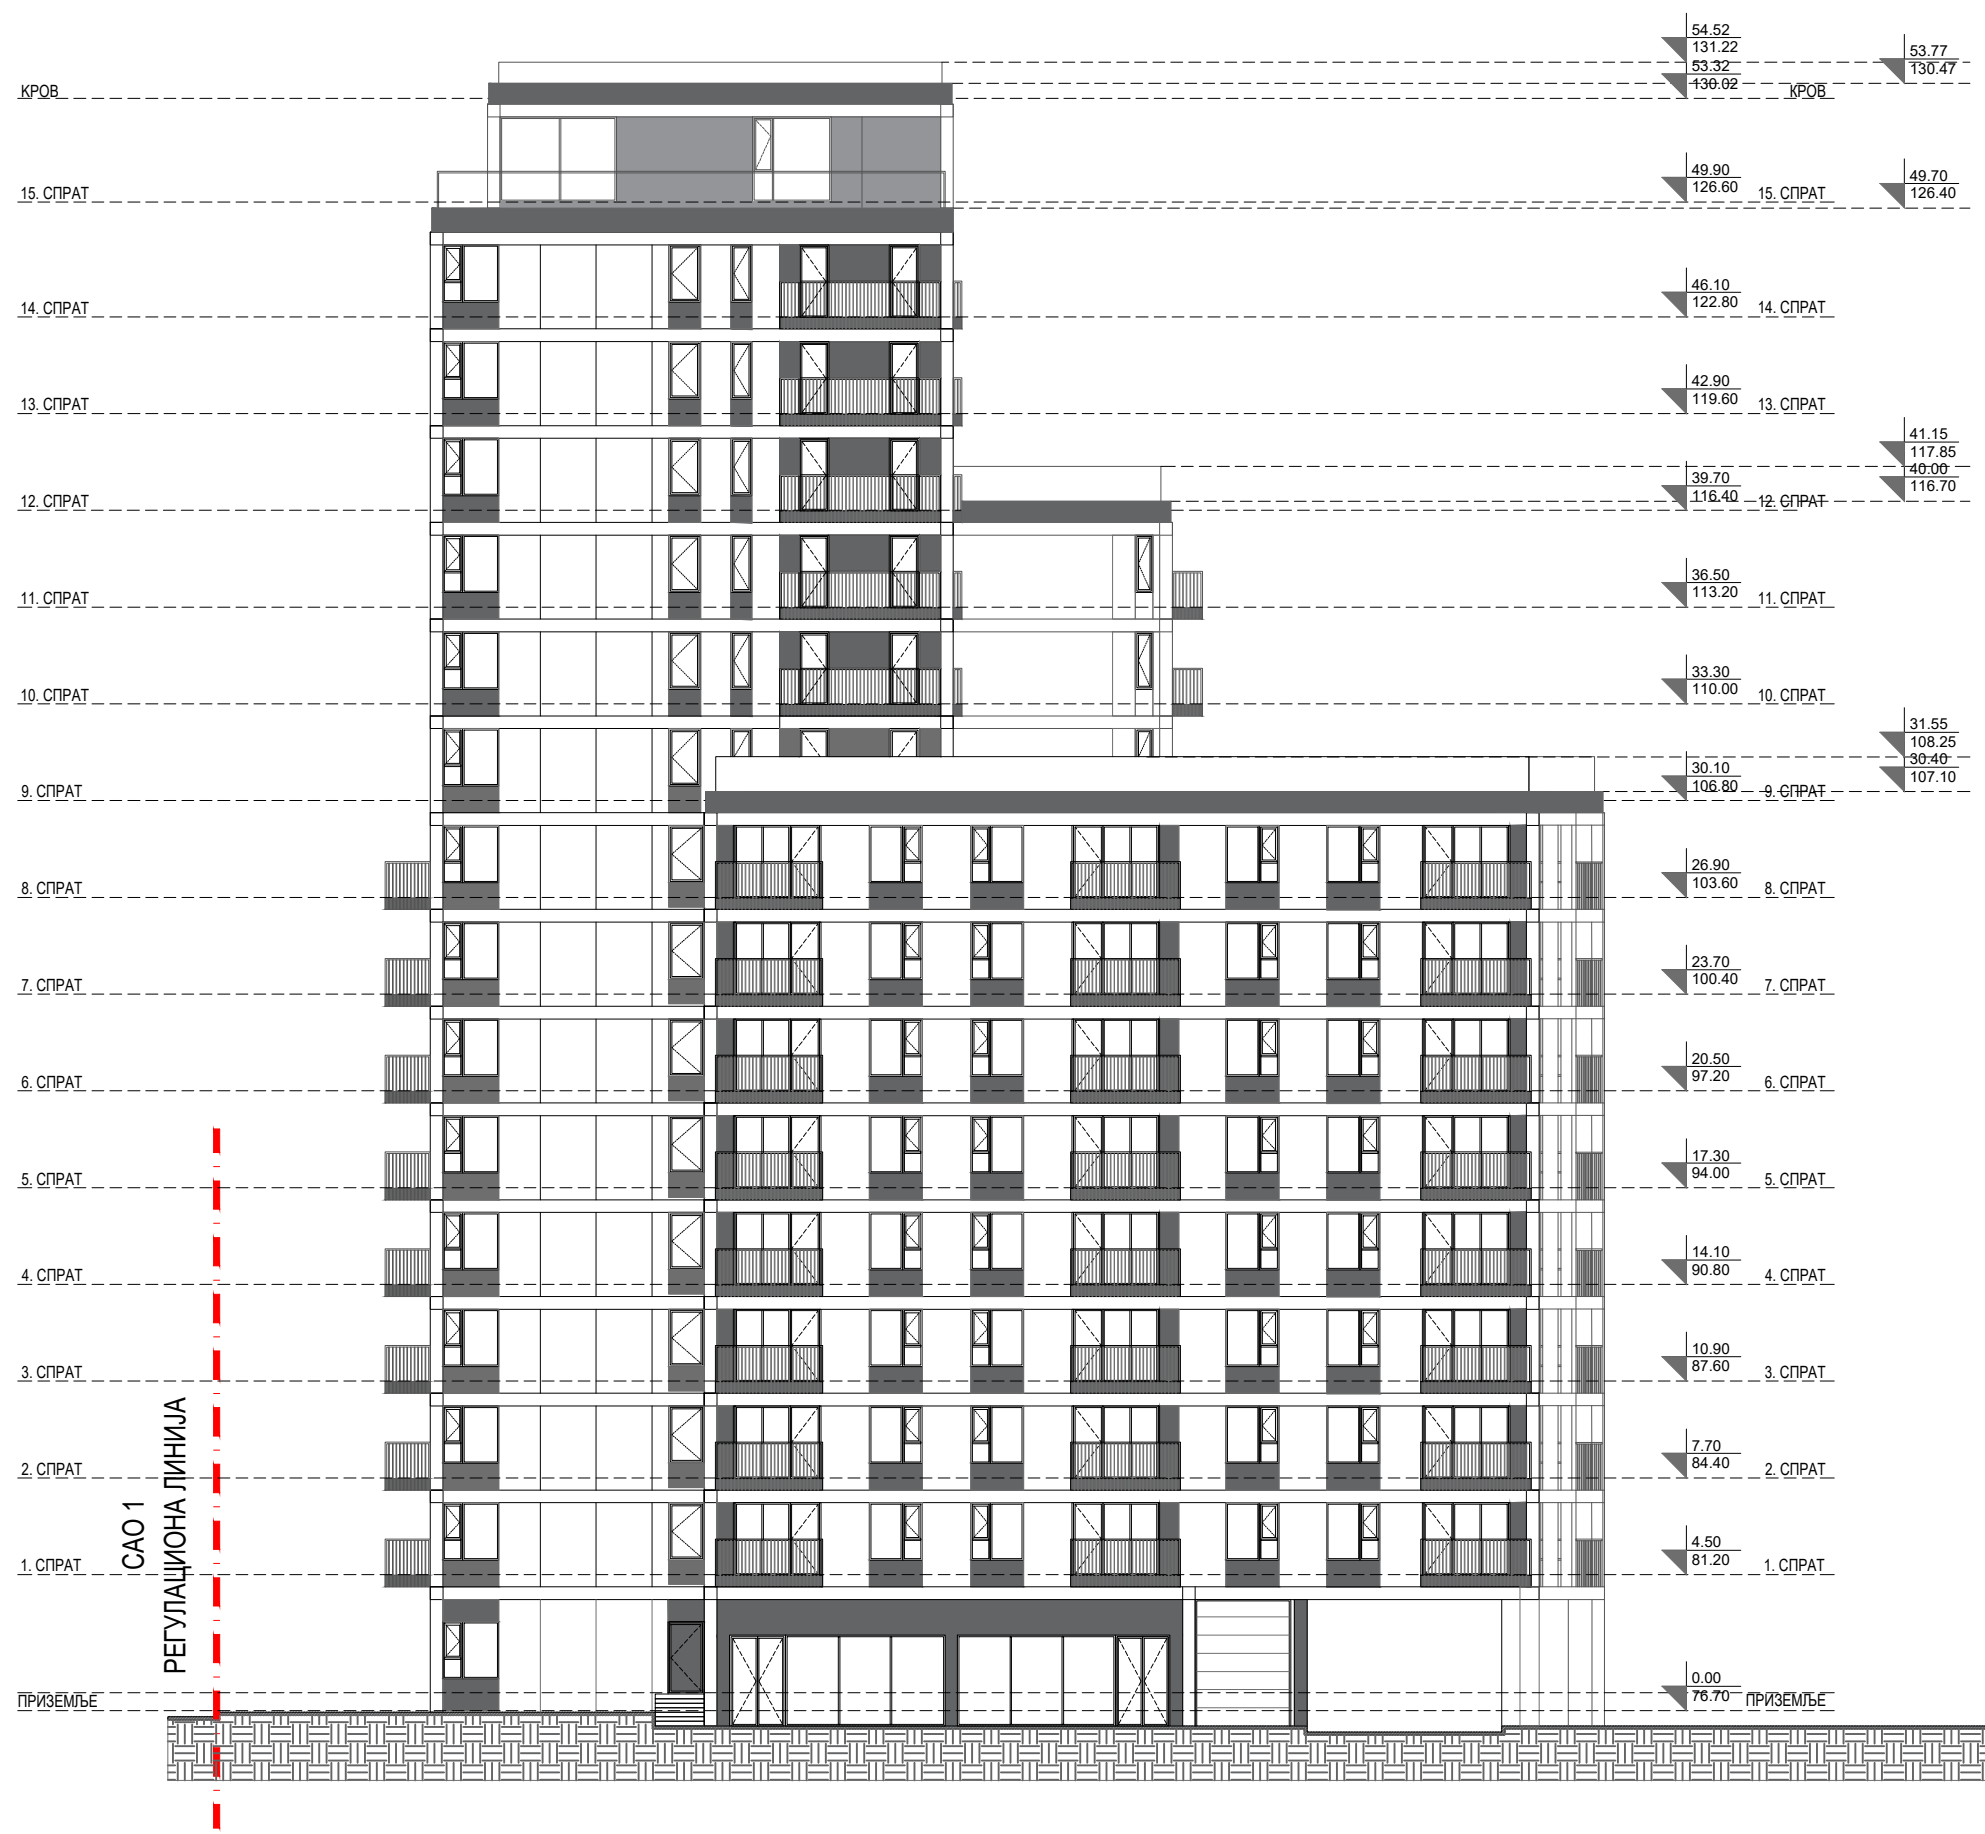 54.52
131.22
53.77
130.47
53.32
130.02
КРОВ
КРОВ
49.90
126.60
49.70
126.40
15. СПРАТ
15. СПРАТ
46.10
122.80
14. СПРАТ
14. СПРАТ
42.90
119.60
13. СПРАТ
13. СПРАТ
41.15
117.85
40.00
116.70
39.70
116.40
12. СПРАТ
12. СПРАТ
36.50
113.20
11. СПРАТ
11. СПРАТ
33.30
110.00
10. СПРАТ
10. СПРАТ
31.55
108.25
30.40
107.10
30.10
106.80
9. СПРАТ
9. СПРАТ
26.90
103.60
8. СПРАТ
8. СПРАТ
23.70
100.40
7. СПРАТ
7. СПРАТ
20.50
97.20
6. СПРАТ
6. СПРАТ
17.30
94.00
5. СПРАТ
5. СПРАТ
14.10
90.80
4. СПРАТ
4. СПРАТ
10.90
87.60
3. СПРАТ
3. СПРАТ
7.70
84.40
2. СПРАТ
2. СПРАТ
САО 1
РЕГУЛАЦИОНА ЛИНИЈА
4.50
81.20
1. СПРАТ
1. СПРАТ
0.00
76.70
ПРИЗЕМЉЕ
ПРИЗЕМЉЕ